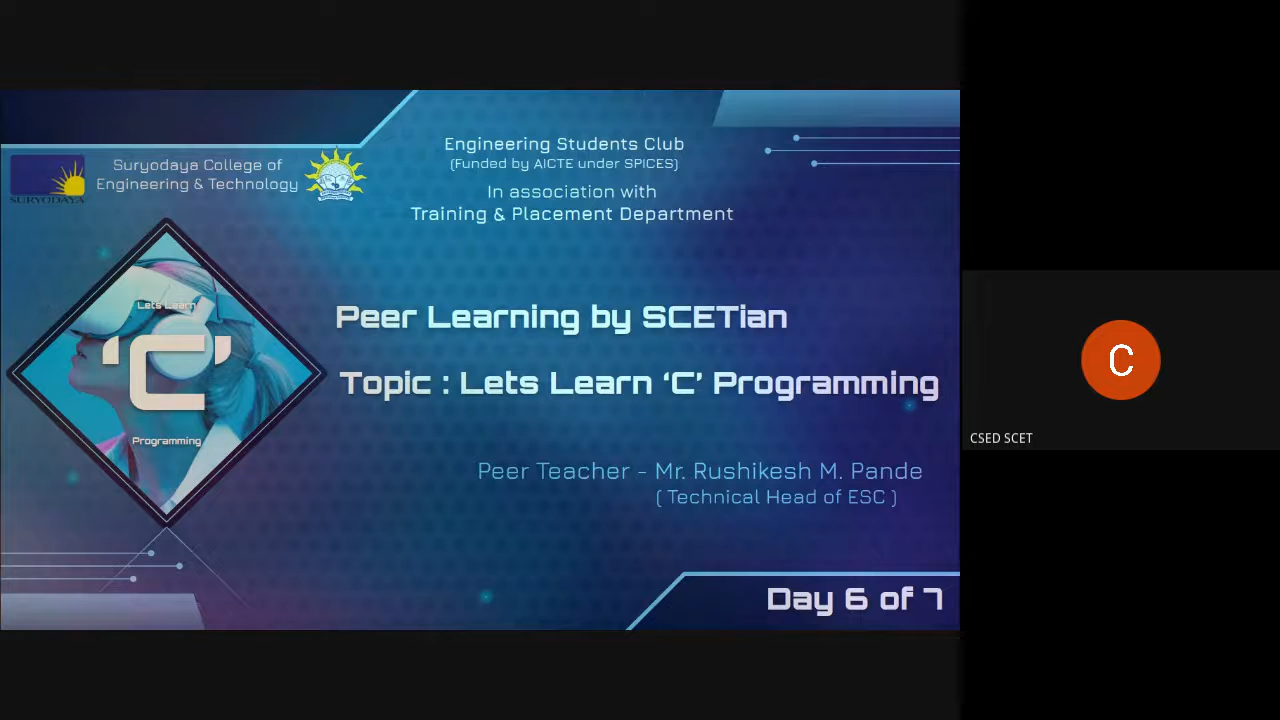 Suryodaya College of
Engineering & Technology
SURYODAYA
Engineering Students Club
(Funded by AICTE under SPICES)
In association with
Training & Placement Department
Lets Learn
‘C’
Programming
Peer Learning by SCETian
Topic : Lets Learn ‘C’ Programming
Peer Teacher - Mr. Rushikesh M. Pande
( Technical Head of ESC )
Day 6 of 7
C
CSED SCET